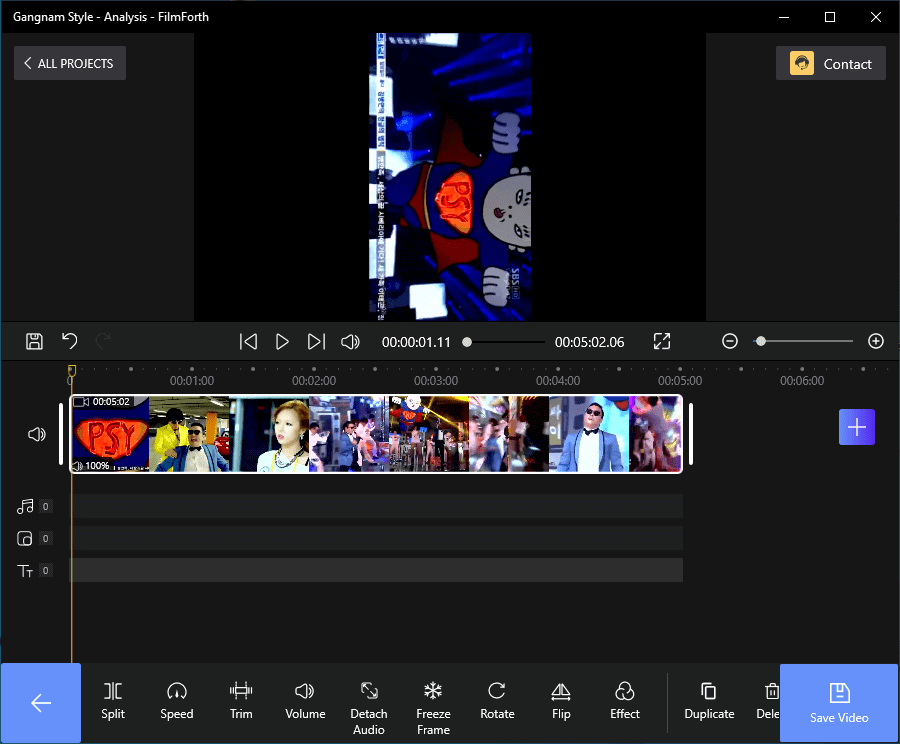 Gangnam Style - Analysis - FilmForth
ALL PROJECTS
Contact
PSY
SBS
00:00:01.11
00:05:02.06
0
00:01:00
00:02:00
00:03:00
00:04:00
00:05:00
00:06:00
00:05:02
PSY
100%
0
0
0
Split
Speed
Trim
Volume
Detach
Audio
Freeze
Frame
Rotate
Flip
Effect
Duplicate
Dele
Save Video